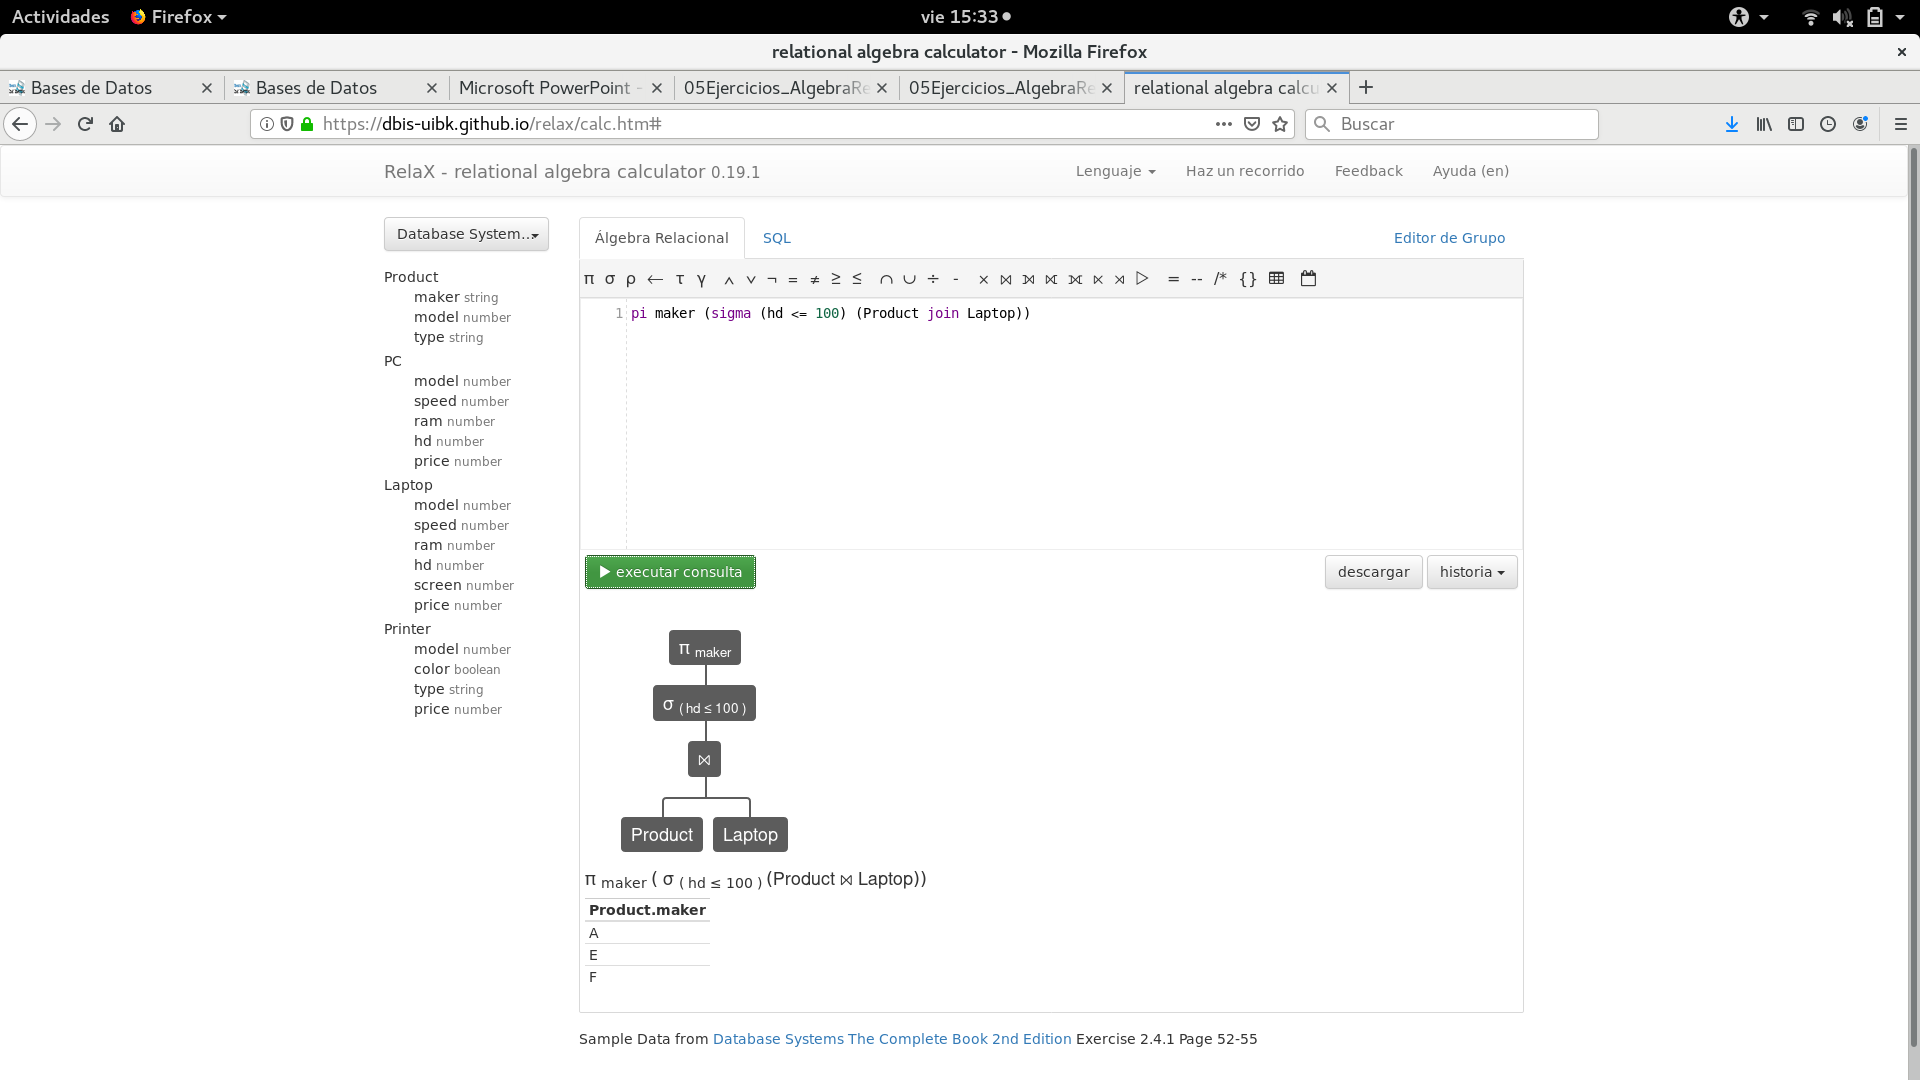 Actividades Firefox vie 15:33
relational algebra calculator - Mozilla Firefox
Bases de Datos Bases de Datos Microsoft PowerPoint - 05Ejercicios_AlgebraRe 05Ejercicios_AlgebraRe relational algebra calcu
https://dbis-uibk.github.io/relax/calc.htm# Buscar
RelaX - relational algebra calculator 0.19.1 Lenguaje Haz un recorrido Feedback Ayuda (en)
Database System... Álgebra Relacional SQL Editor de Grupo
π σ ρ ← τ γ ∧ ∨ ¬ = ≠ ≥ ≤ ∩ ∪ ÷ - × ⋈ ⟕ ⟖ ⟗ ⋉ ⋊ ▷ = -- /* {}
1 pi maker (sigma (hd <= 100) (Product join Laptop))
Product
maker string
model number
type string
PC
model number
speed number
ram number
hd number
price number
Laptop
model number
speed number
ram number
hd number
screen number
price number
Printer
model number
color boolean
type string
price number
executar consulta descargar historia
π maker
σ ( hd ≤ 100 )
⋈
Product Laptop
π maker ( σ ( hd ≤ 100 ) (Product ⋈ Laptop))
Product.maker
A
E
F
Sample Data from Database Systems The Complete Book 2nd Edition Exercise 2.4.1 Page 52-55